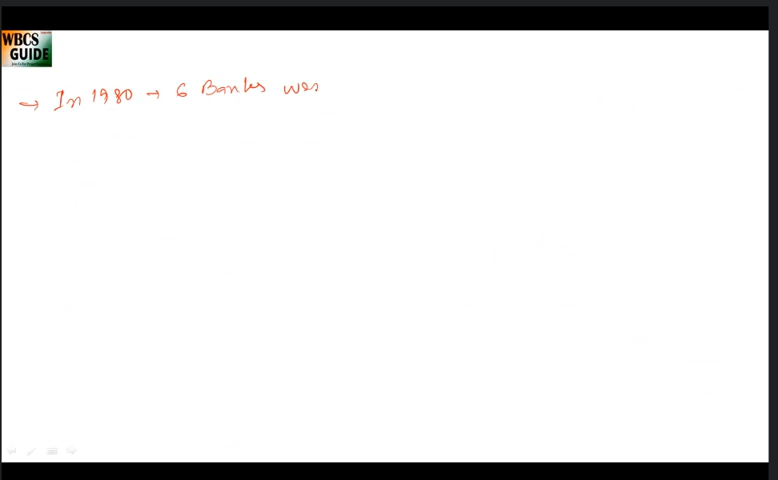 WBCS
GUIDE
→ In 1980 → 6 Banks was